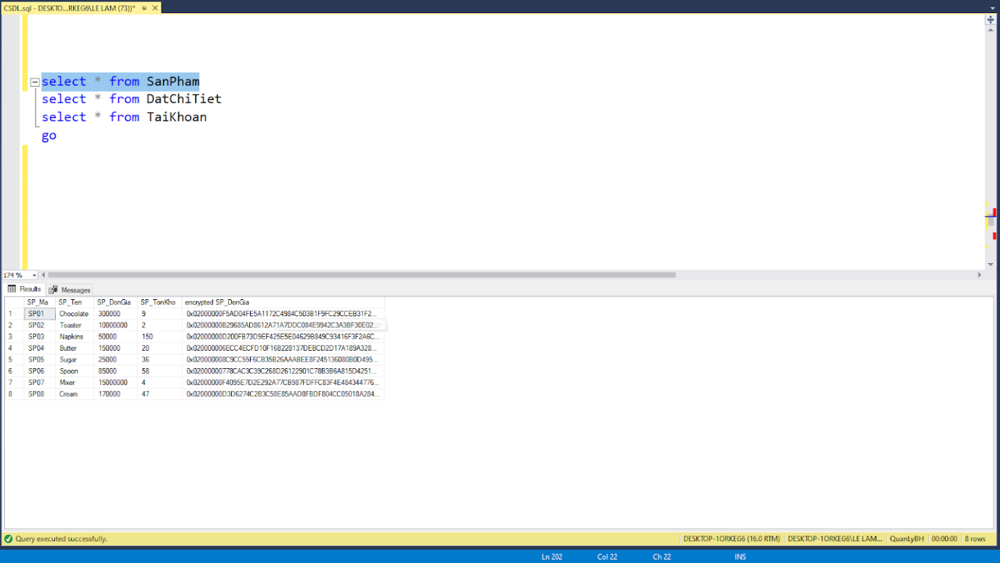 CSDL.sql - DESKTO...RKEG6\LE LAM (73))*
select * from SanPham
select * from DatChiTiet
select * from TaiKhoan
go
174 %
Results Messages
SP_Ma SP_Ten SP_DonGia SP_TonKho encrypted SP_DonGia
1 SP01 Chocolate 300000 9 0x02000000F5AD04FE5A1172C4984C503B1F9FC29CCEB31F2...
2 SP02 Toaster 10000000 2 0x02000000B29685AD8612A71A7DDC084E9942C3A3BF30E02...
3 SP03 Napkins 50000 150 0x02000000D200FB73D9EF425E5E04629B849C93416F3F2A6C...
4 SP04 Butter 150000 20 0x020000006ECC4ECFD10F16B228137DEBCD2D17A189A328...
5 SP05 Sugar 25000 36 0x020000008C9CC55F6CB35B26AAABEE8F245136080B0D495...
6 SP06 Spoon 85000 58 0x02000000778CAC3C39C268D26122901C78B3B6A815D4251...
7 SP07 Mixer 15000000 4 0x02000000F4095E7D2E292A77CB987FDFFC83F4E484344776...
8 SP08 Cream 170000 47 0x02000000D3D6274C2B3C58E85AAD8FBDF804CC05018A284...
Query executed successfully. DESKTOP-1ORKEG6 (16.0 RTM) DESKTOP-1ORKEG6\LE LAM... QuanLyBH 00:00:00 8 rows
Ln 202 Col 22 Ch 22 INS